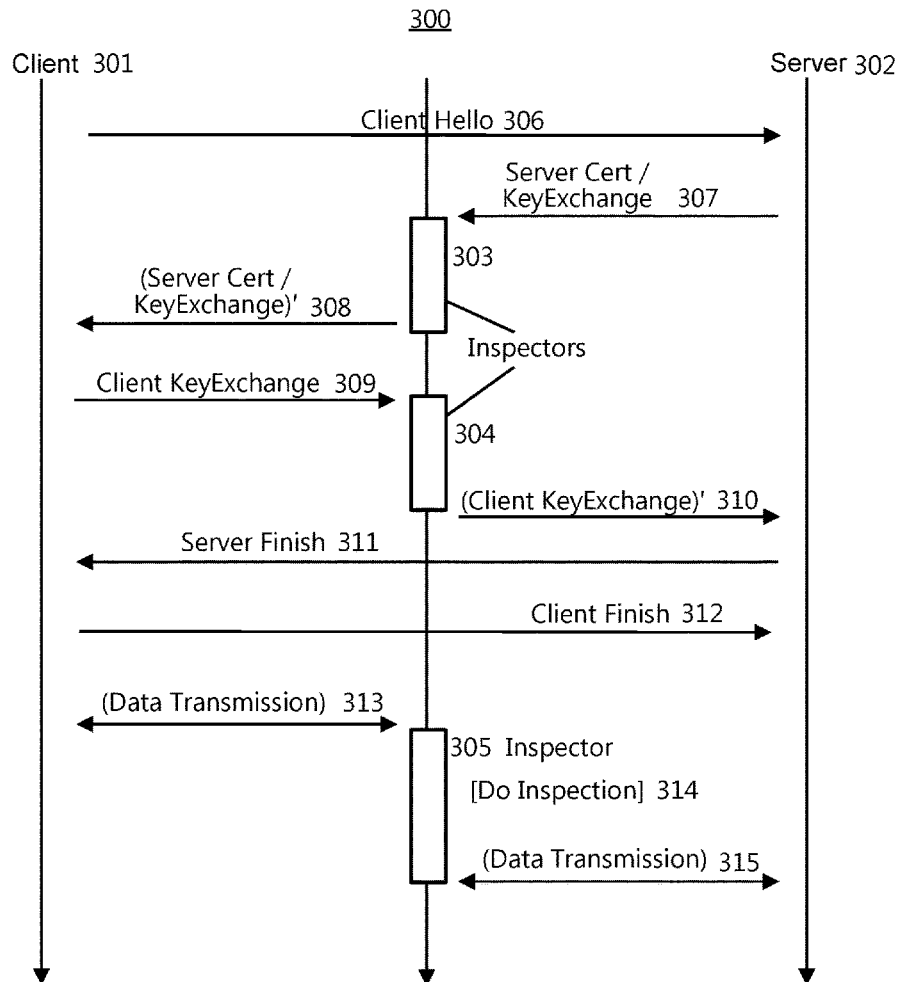 300
Client 301
Server 302
Client Hello 306
Server Cert /
KeyExchange 307
303
(Server Cert /
KeyExchange)' 308
Inspectors
Client KeyExchange 309
304
(Client KeyExchange)' 310
Server Finish 311
Client Finish 312
(Data Transmission) 313
305 Inspector
[Do Inspection] 314
(Data Transmission) 315